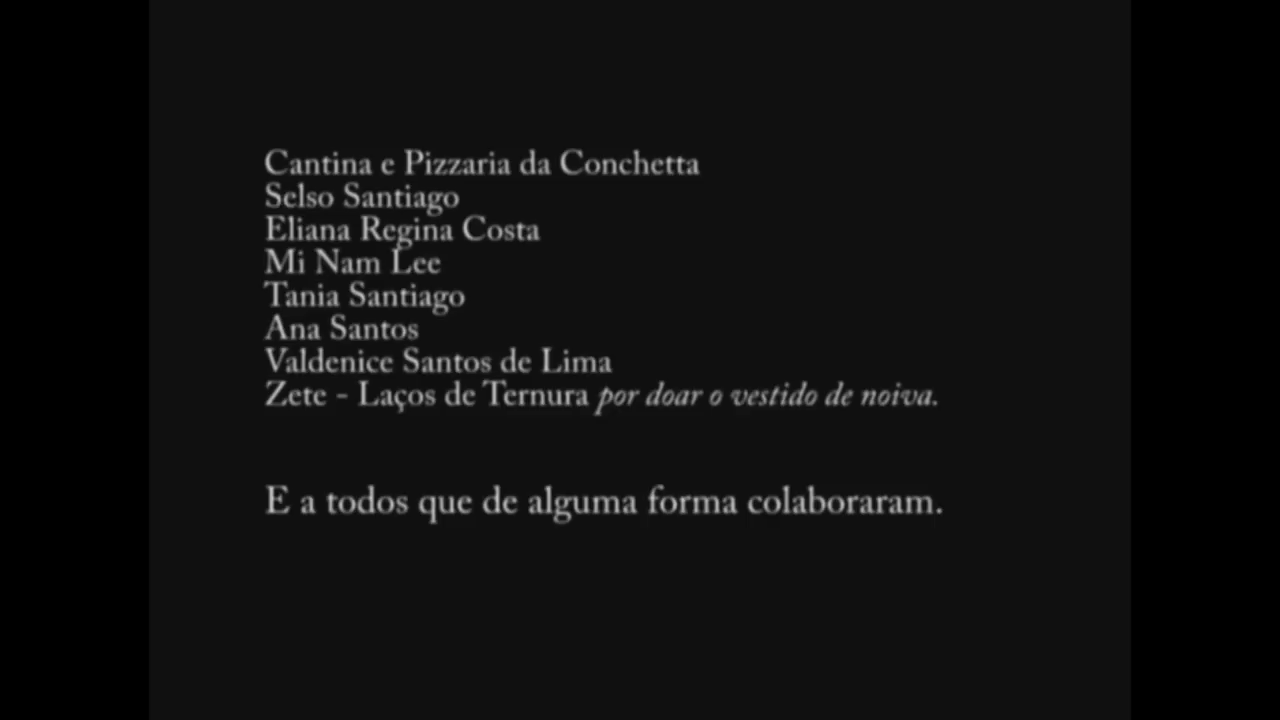 Cantina e Pizzaria da Conchetta
Selso Santiago
Eliana Regina Costa
Mi Nam Lee
Tania Santiago
Ana Santos
Valdenice Santos de Lima
Zete - Laços de Ternura por doar o vestido de noiva.
E a todos que de alguma forma colaboraram.